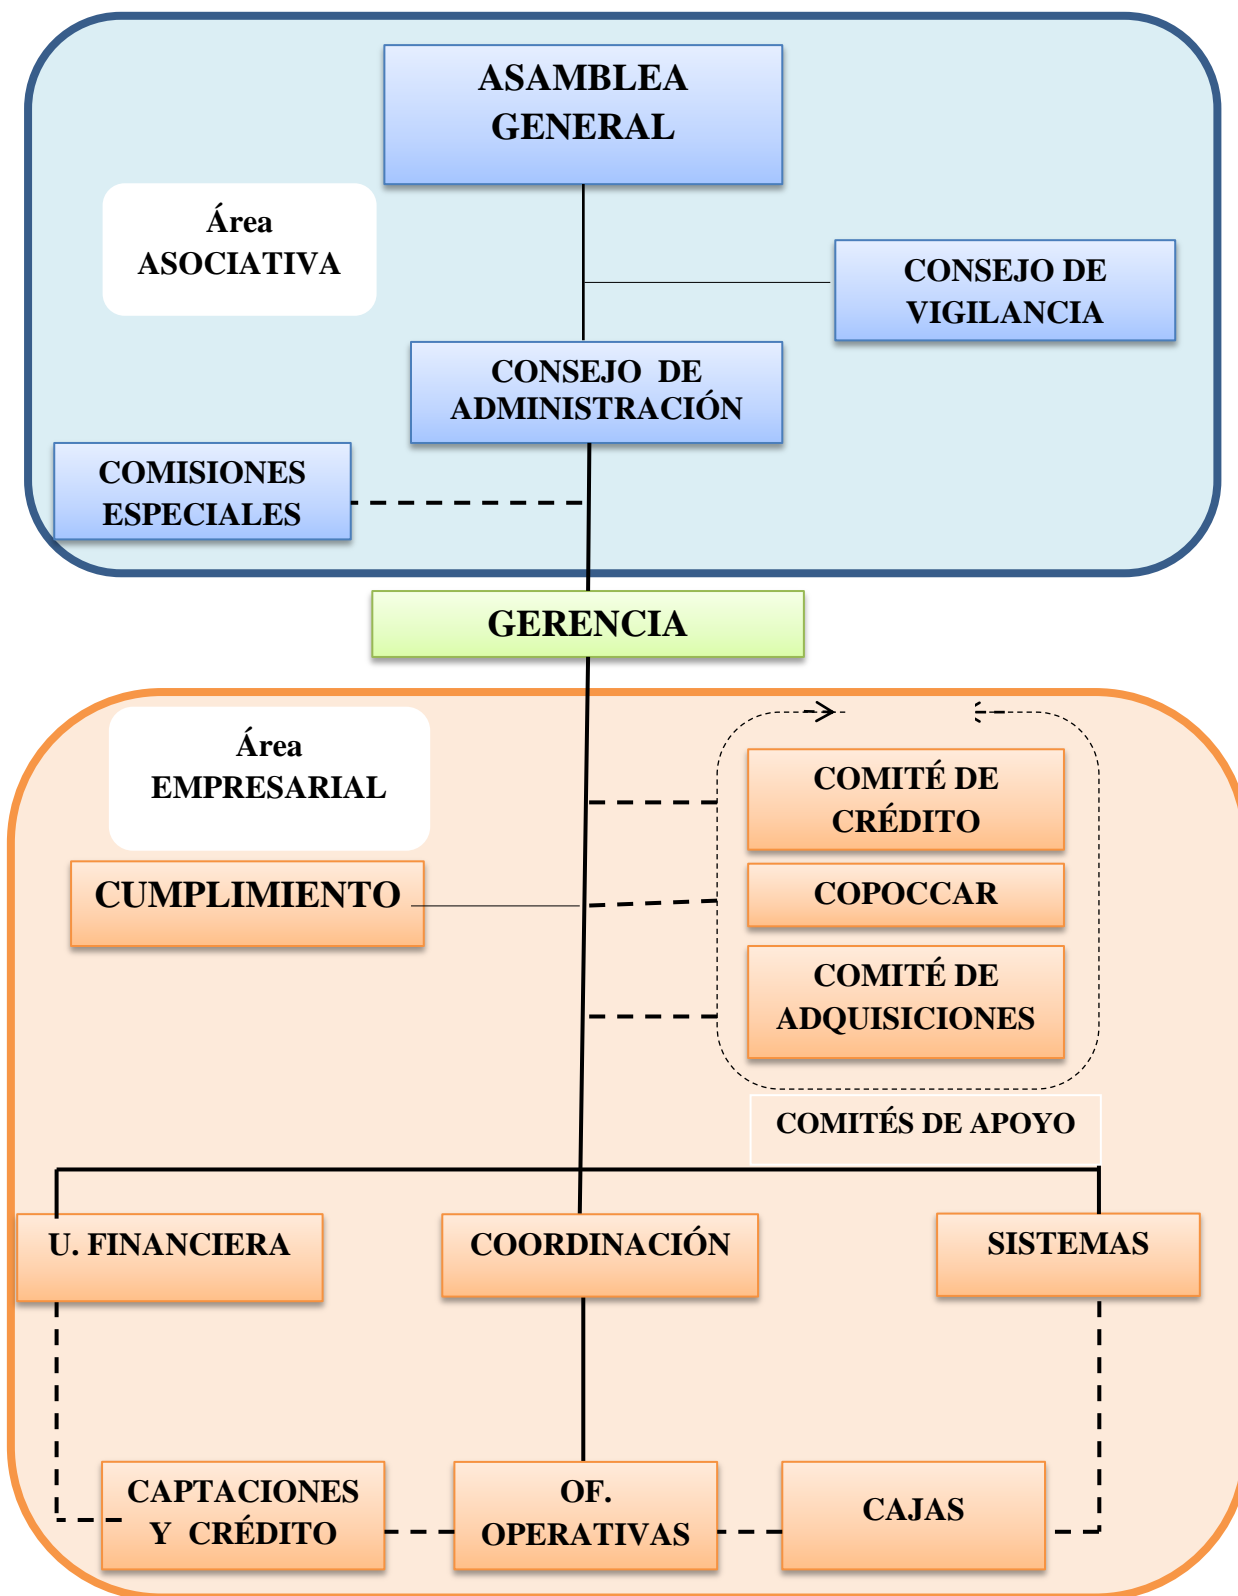 ASAMBLEA
GENERAL
Área
ASOCIATIVA
CONSEJO DE
VIGILANCIA
CONSEJO DE
ADMINISTRACIÓN
COMISIONES
ESPECIALES
GERENCIA
Área
EMPRESARIAL
COMITÉ DE
CRÉDITO
CUMPLIMIENTO
COPOCCAR
COMITÉ DE
ADQUISICIONES
COMITÉS DE APOYO
U. FINANCIERA
COORDINACIÓN
SISTEMAS
CAPTACIONES
Y CRÉDITO
OF.
OPERATIVAS
CAJAS